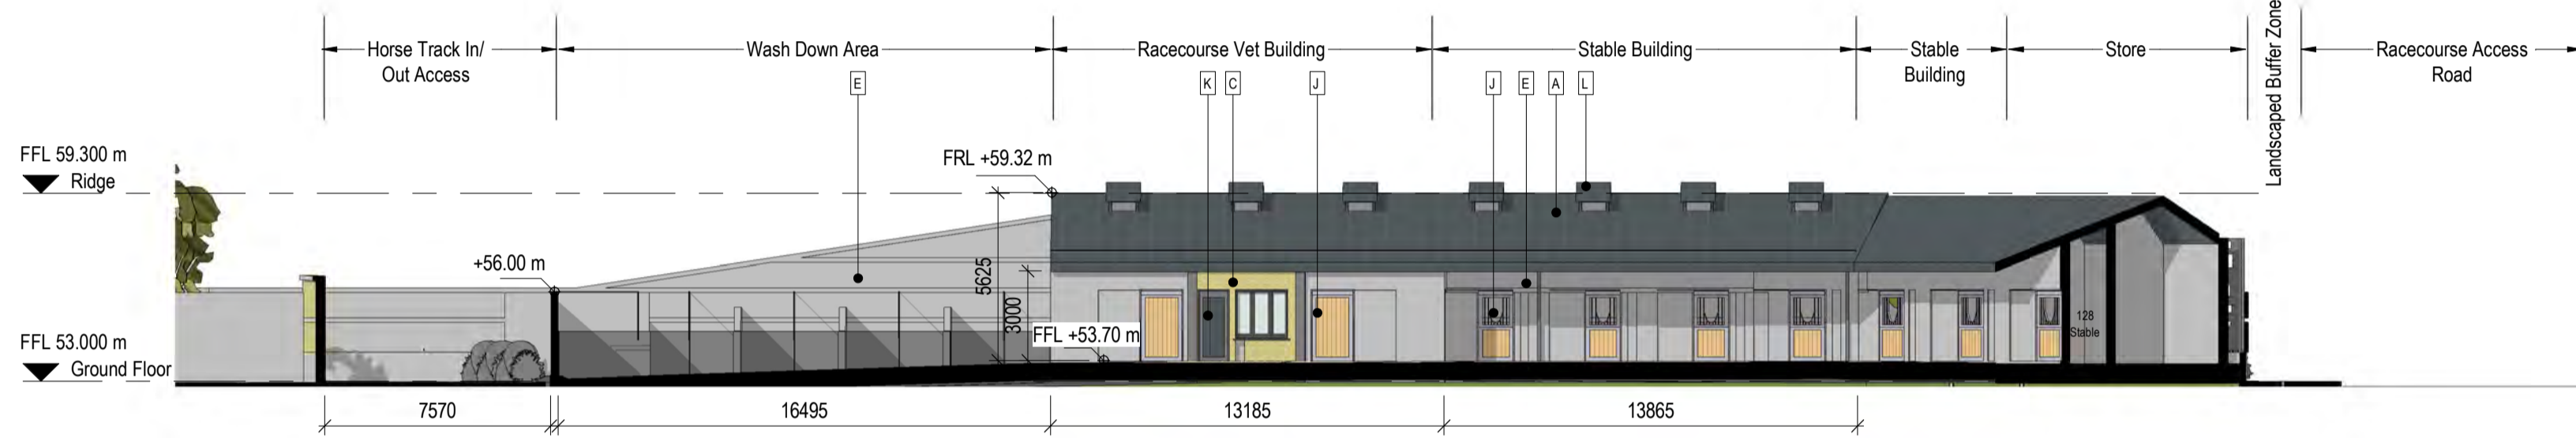 Horse Track In/
Out Access
Wash Down Area
Racecourse Vet Building
Stable Building
Stable
Building
Store
Landscaped Buffer Zone
Racecourse Access
Road
E
K
C
J
J
E
A
L
FFL 59.300 m
Ridge
FRL +59.32 m
+56.00 m
5625
3000
FFL +53.70 m
128
Stable
FFL 53.000 m
Ground Floor
7570
16495
13185
13865